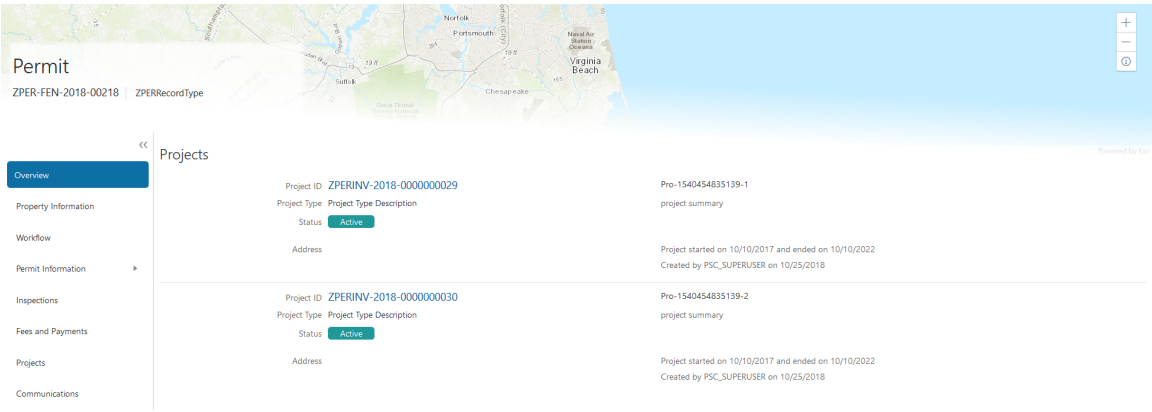 Norfolk
Portsmouth
Naval Air
Station
Oceana
Virginia
Beach
19 ft
19 ft
Suffolk
Chesapeake
Permit
ZPER-FEN-2018-00218 ZPERRecordType
Powered by Esri
Overview
Property Information
Workflow
Permit Information
Inspections
Fees and Payments
Projects
Communications
Projects
Project ID ZPERINV-2018-0000000029 Pro-1540454835139-1
Project Type Project Type Description project summary
Status Active
Address Project started on 10/10/2017 and ended on 10/10/2022
Created by PSC_SUPERUSER on 10/25/2018
Project ID ZPERINV-2018-0000000030 Pro-1540454835139-2
Project Type Project Type Description project summary
Status Active
Address Project started on 10/10/2017 and ended on 10/10/2022
Created by PSC_SUPERUSER on 10/25/2018